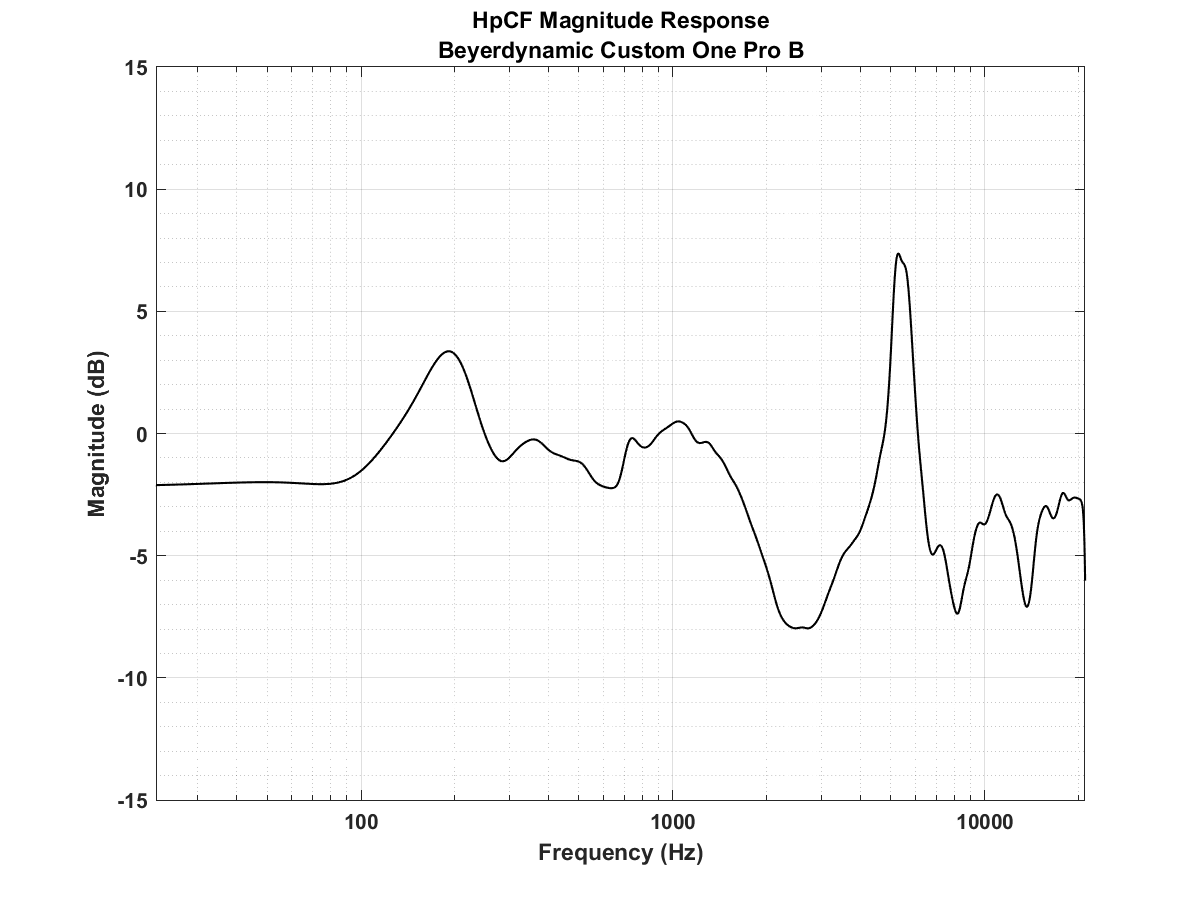 HpCF Magnitude Response
Beyerdynamic Custom One Pro B
15
10
5
0
-5
-10
-15
Magnitude (dB)
100
1000
10000
Frequency (Hz)